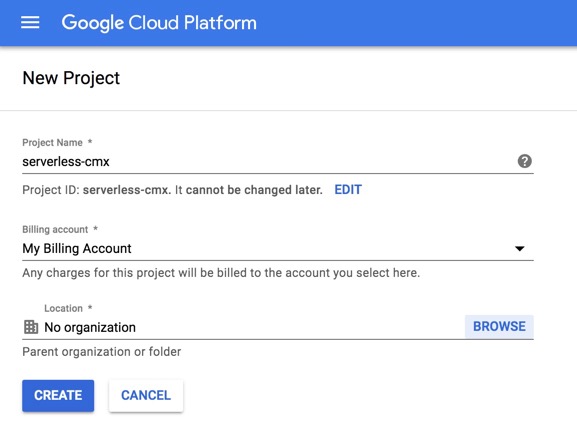 Google Cloud Platform
New Project
Project Name *
serverless-cmx
?
Project ID: serverless-cmx. It cannot be changed later. EDIT
Billing account *
My Billing Account
Any charges for this project will be billed to the account you select here.
Location *
No organization BROWSE
Parent organization or folder
CREATE CANCEL